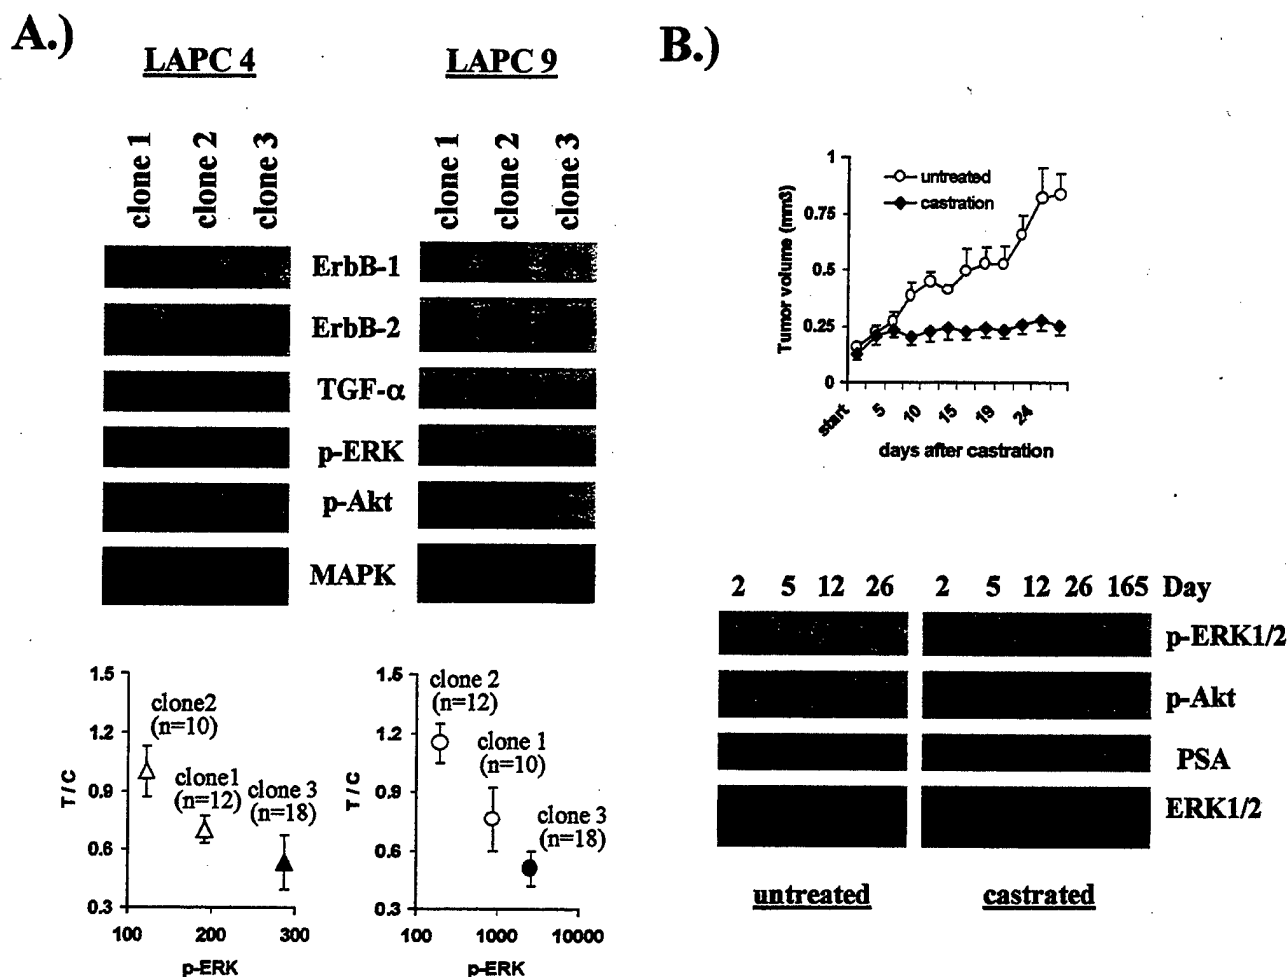 A.)
LAPC 4
LAPC 9
clone 1
clone 2
clone 3
clone 1
clone 2
clone 3
ErbB-1
ErbB-2
TGF-α
p-ERK
p-Akt
MAPK
1.5
1.2
0.9
0.6
0.3
T / C
clone2
(n=10)
clone1
(n=12)
clone 3
(n=18)
100 200 300
p-ERK
1.5
1.2
0.9
0.6
0.3
T / C
clone 2
(n=12)
clone 1
(n=10)
clone 3
(n=18)
100 1000 10000
p-ERK
B.)
1
0.75
0.5
0.25
0
Tumor volume (mm3)
untreated
castration
start 5 10 15 19 24
days after castration
2 5 12 26 2 5 12 26 165 Day
p-ERK1/2
p-Akt
PSA
ERK1/2
untreated castrated